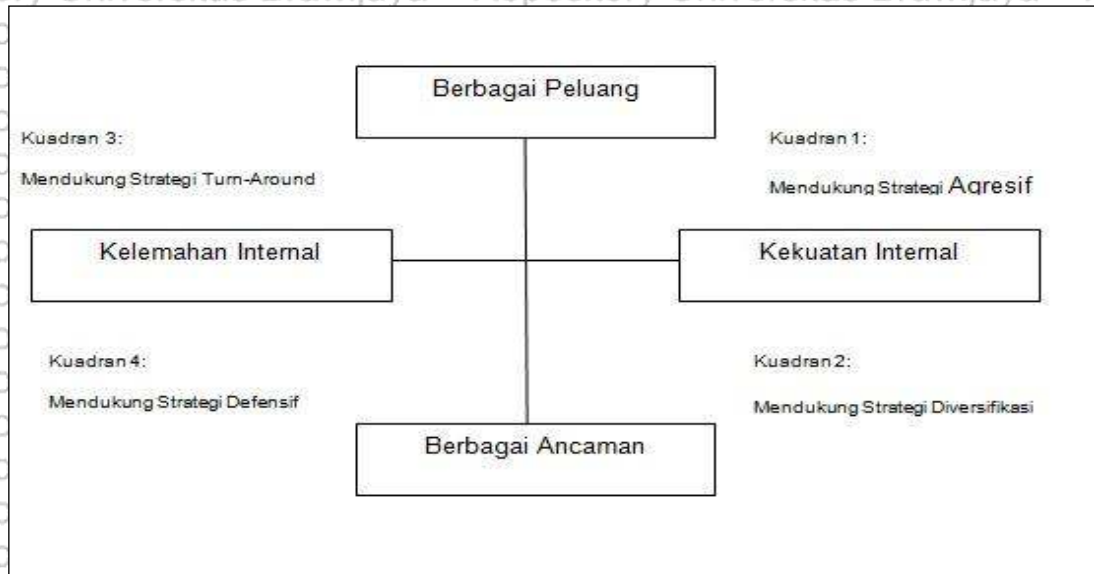 Berbagai Peluang
Kuadran 3:
Mendukung Strategi Turn-Around
Kuadran 1:
Mendukung Strategi Agresif
Kelemahan Internal
Kekuatan Internal
Kuadran 4:
Mendukung Strategi Defensif
Kuadran 2:
Mendukung Strategi Diversifikasi
Berbagai Ancaman